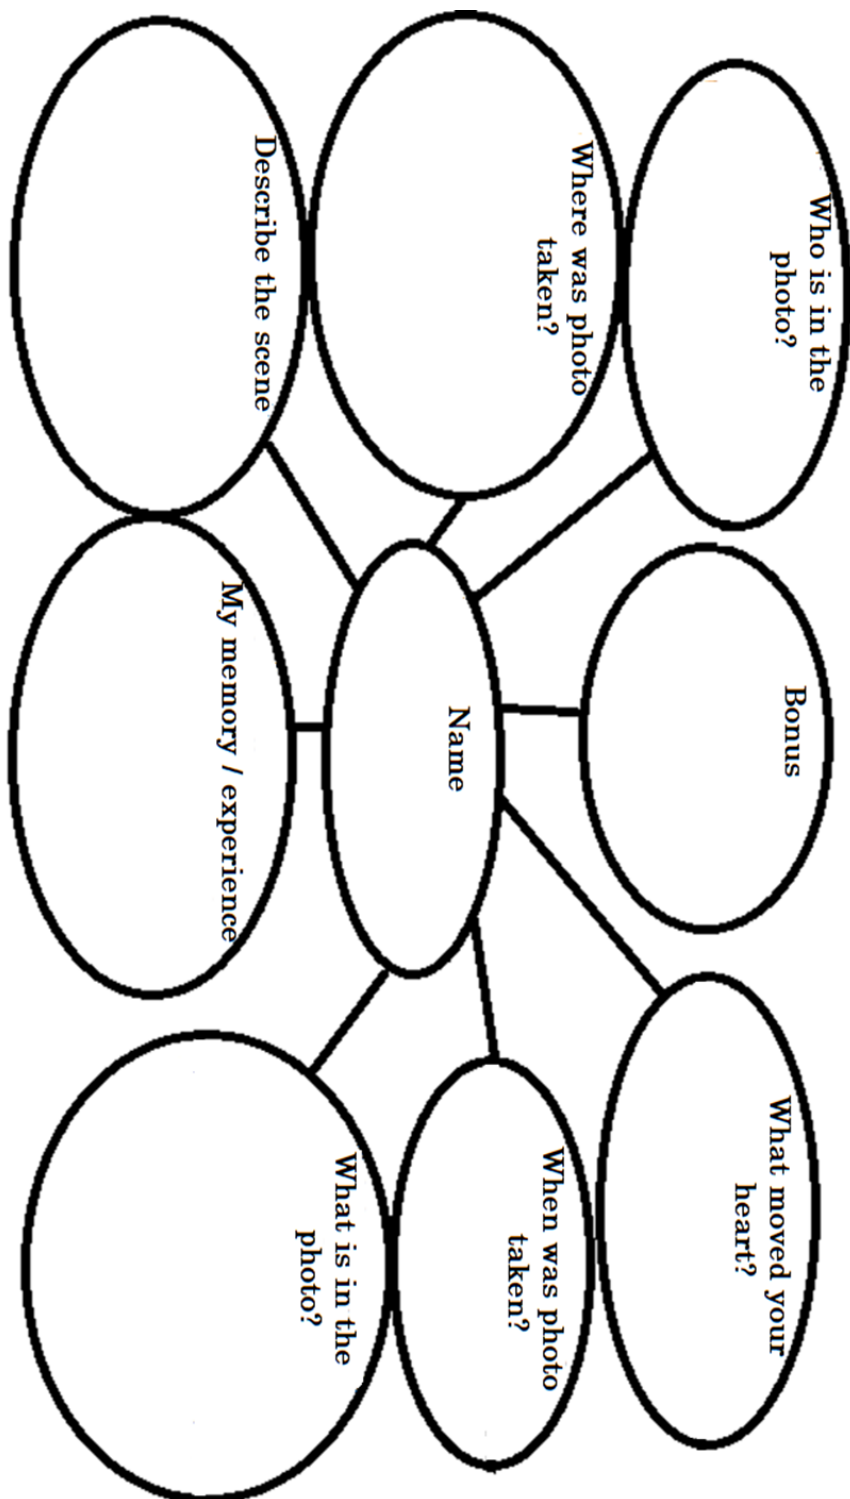 Who is in the
photo?
Bonus
What moved your
heart?
Where was photo
taken?
Name
When was photo
taken?
Describe the scene
My memory / experience
What is in the
photo?